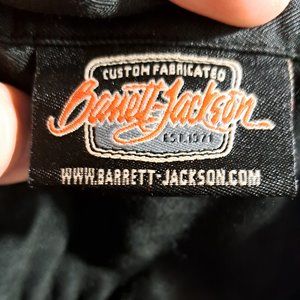 CUSTOM FABRICATED
Barrett-Jackson
EST. 1971
WWW.BARRETT-JACKSON.COM